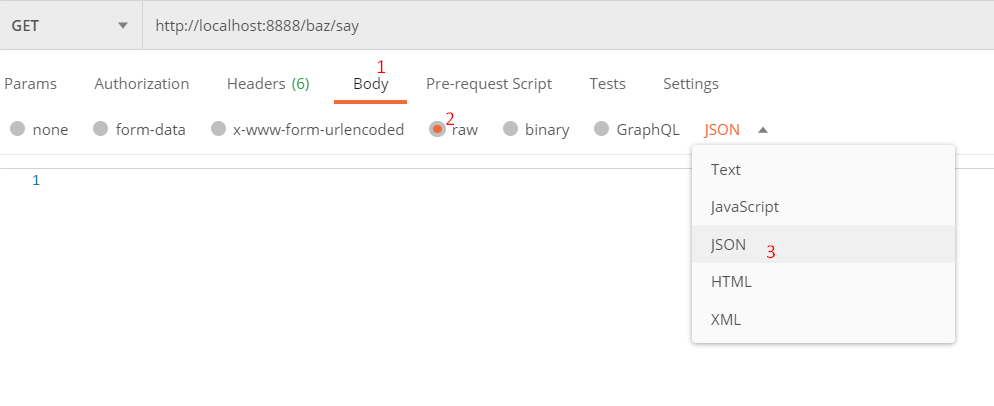 GET http://localhost:8888/baz/say
1
Params Authorization Headers (6) Body Pre-request Script Tests Settings
2
none form-data x-www-form-urlencoded raw binary GraphQL JSON
1
Text
JavaScript
JSON 3
HTML
XML